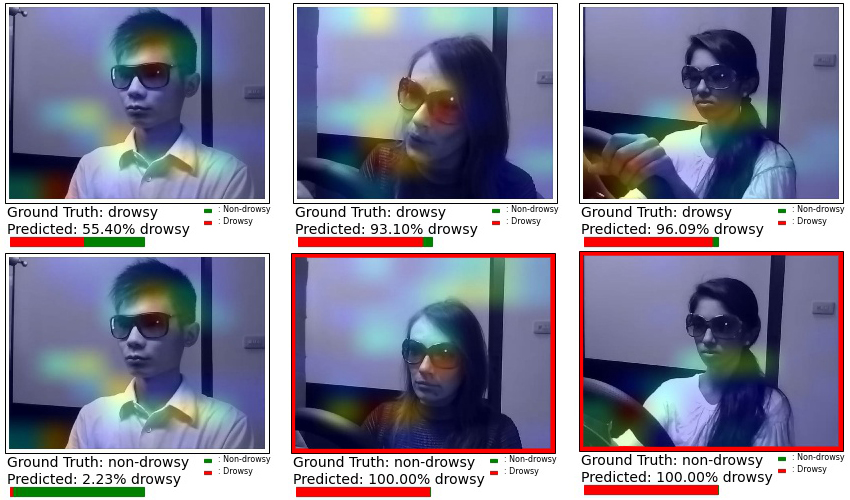 Ground Truth: drowsy
: Non-drowsy
Predicted: 55.40% drowsy
: Drowsy
Ground Truth: drowsy
: Non-drowsy
Predicted: 93.10% drowsy
: Drowsy
Ground Truth: drowsy
: Non-drowsy
Predicted: 96.09% drowsy
: Drowsy
Ground Truth: non-drowsy
: Non-drowsy
Predicted: 2.23% drowsy
: Drowsy
Ground Truth: non-drowsy
: Non-drowsy
Predicted: 100.00% drowsy
: Drowsy
Ground Truth: non-drowsy
: Non-drowsy
Predicted: 100.00% drowsy
: Drowsy